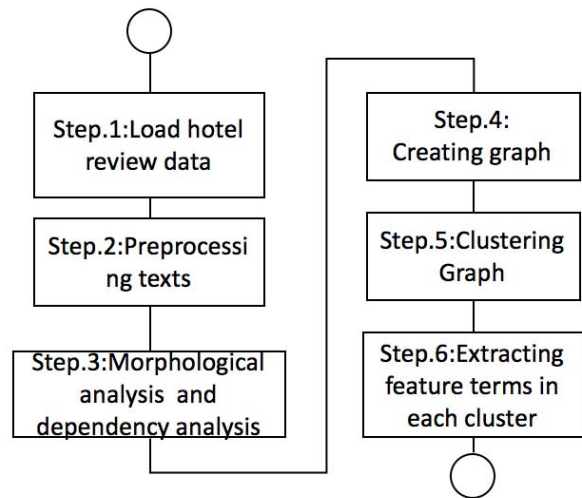 Step.1:Load hotel
review data
Step.2:Preprocessi
ng texts
Step.3:Morphological
analysis and
dependency analysis
Step.4:
Creating graph
Step.5:Clustering
Graph
Step.6:Extracting
feature terms in
each cluster